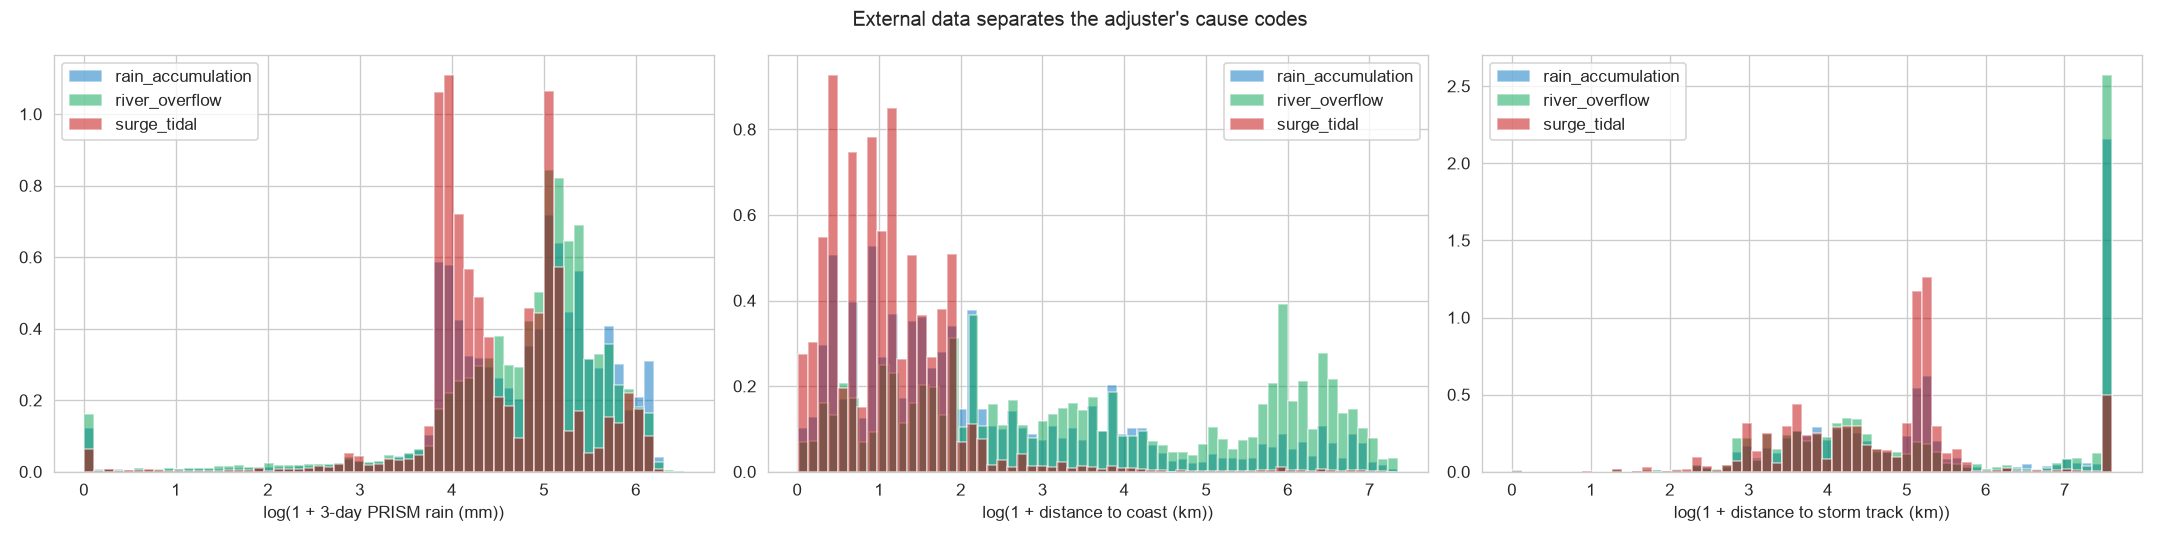 External data separates the adjuster's cause codes
rain_accumulation
river_overflow
surge_tidal
1.0
0.8
0.6
0.4
0.2
0.0
0 1 2 3 4 5 6
log(1 + 3-day PRISM rain (mm))
rain_accumulation
river_overflow
surge_tidal
0.8
0.6
0.4
0.2
0.0
0 1 2 3 4 5 6 7
log(1 + distance to coast (km))
rain_accumulation
river_overflow
surge_tidal
2.5
2.0
1.5
1.0
0.5
0.0
0 1 2 3 4 5 6 7
log(1 + distance to storm track (km))